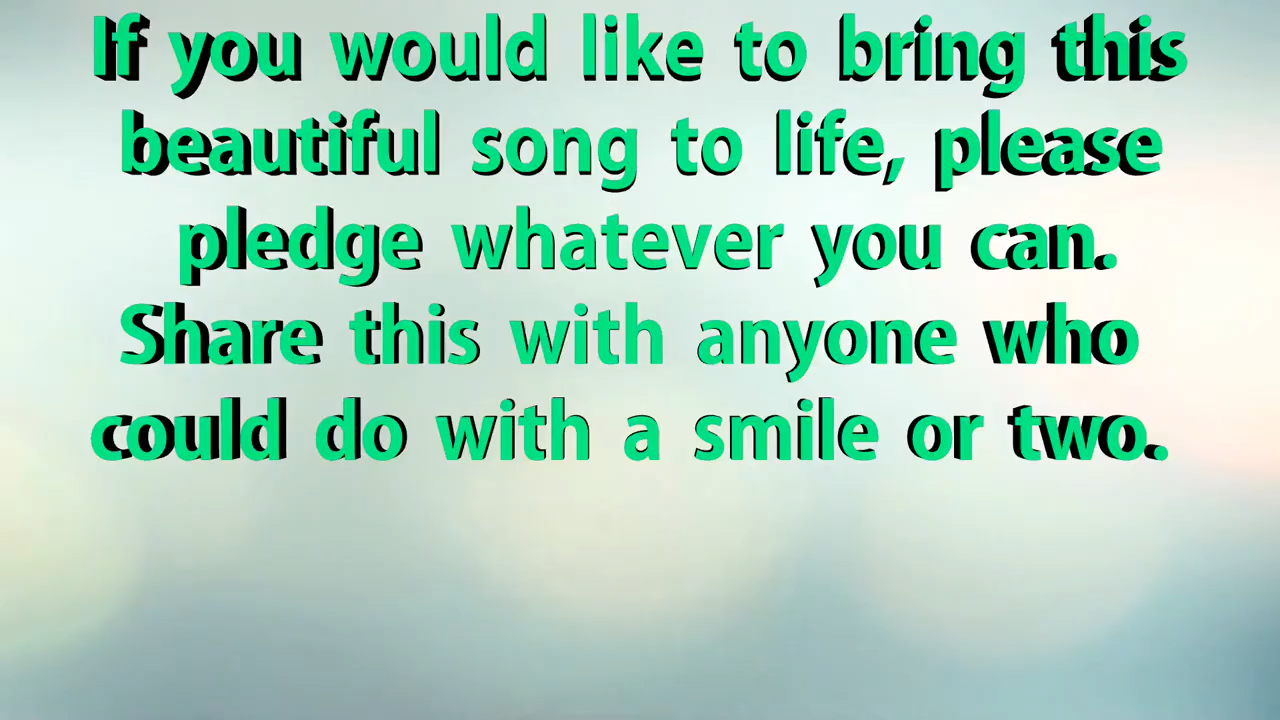 If you would like to bring this
beautiful song to life, please
pledge whatever you can.
Share this with anyone who
could do with a smile or two.